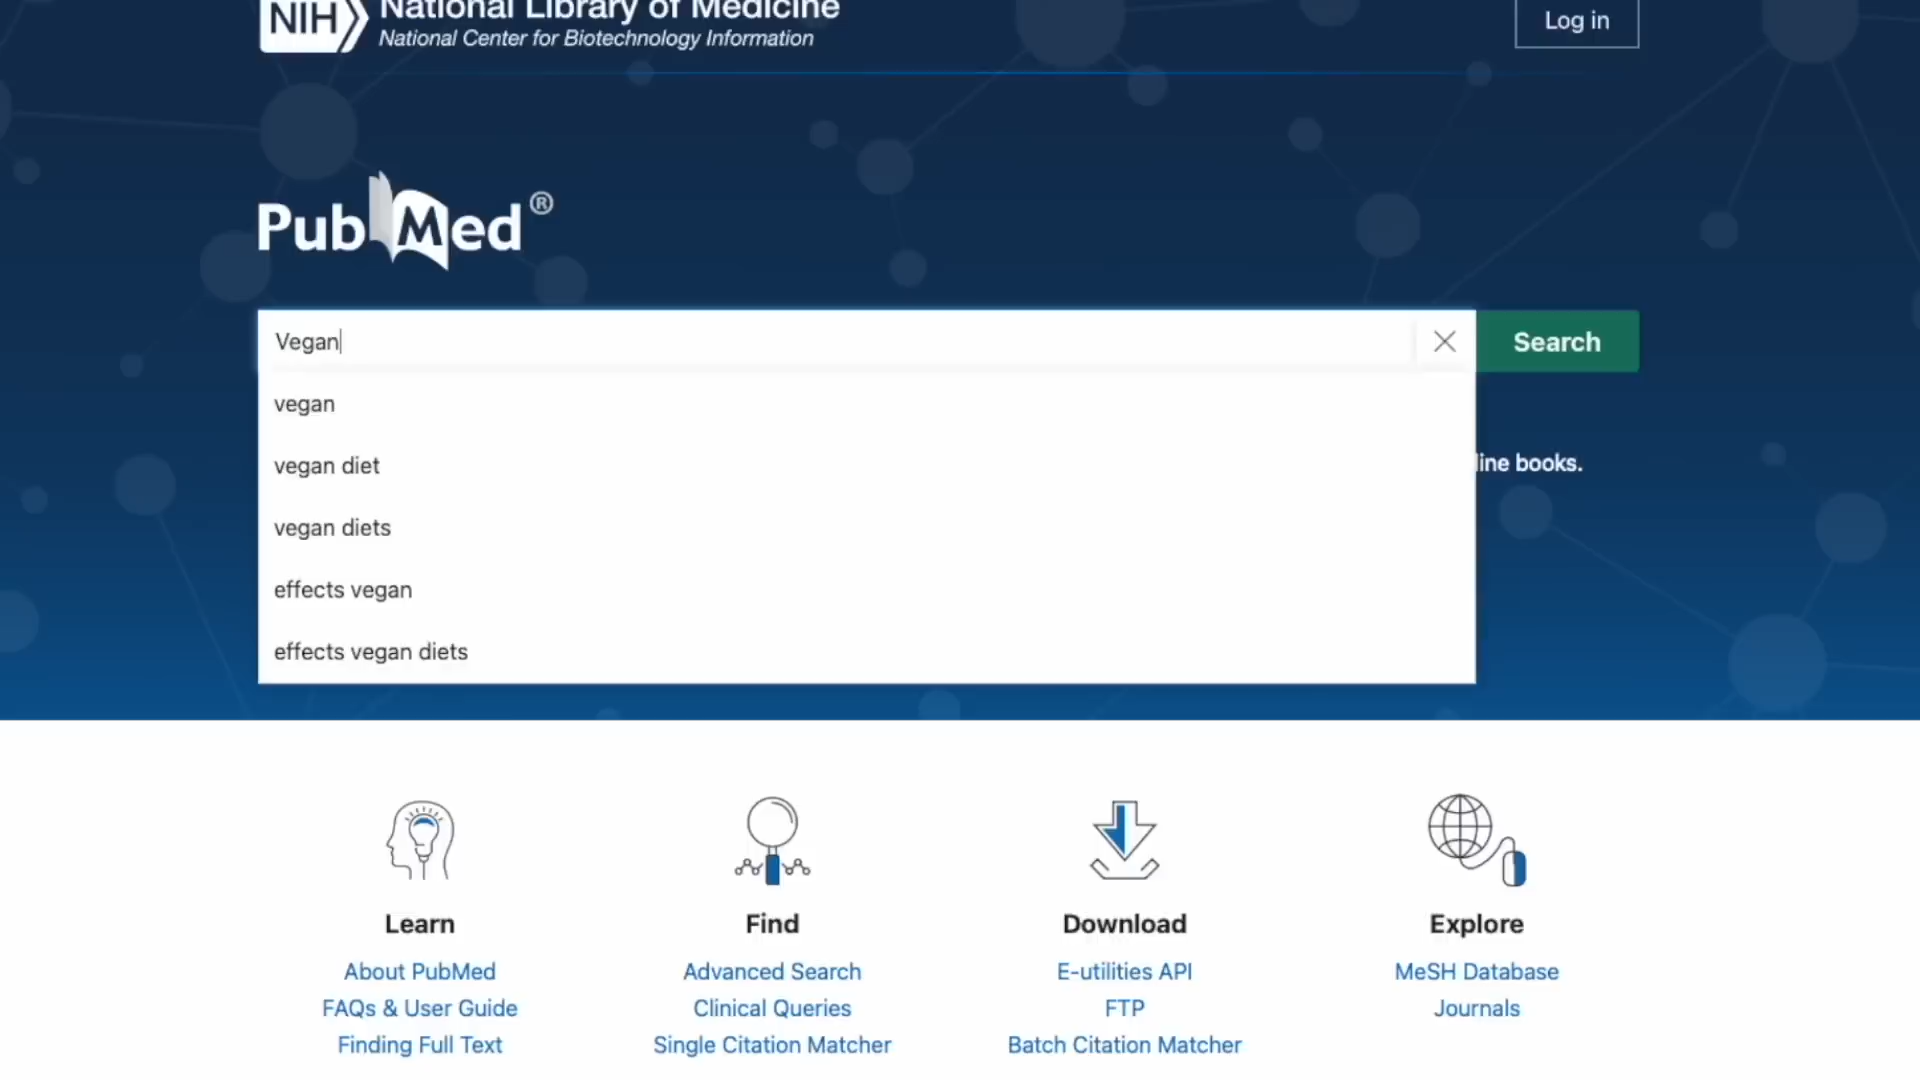 NIH National Library of Medicine
National Center for Biotechnology Information
Log in
PubMed®
Vegan
Search
vegan
vegan diet
vegan diets
effects vegan
effects vegan diets
line books.
Learn
About PubMed
FAQs & User Guide
Finding Full Text
Find
Advanced Search
Clinical Queries
Single Citation Matcher
Download
E-utilities API
FTP
Batch Citation Matcher
Explore
MeSH Database
Journals